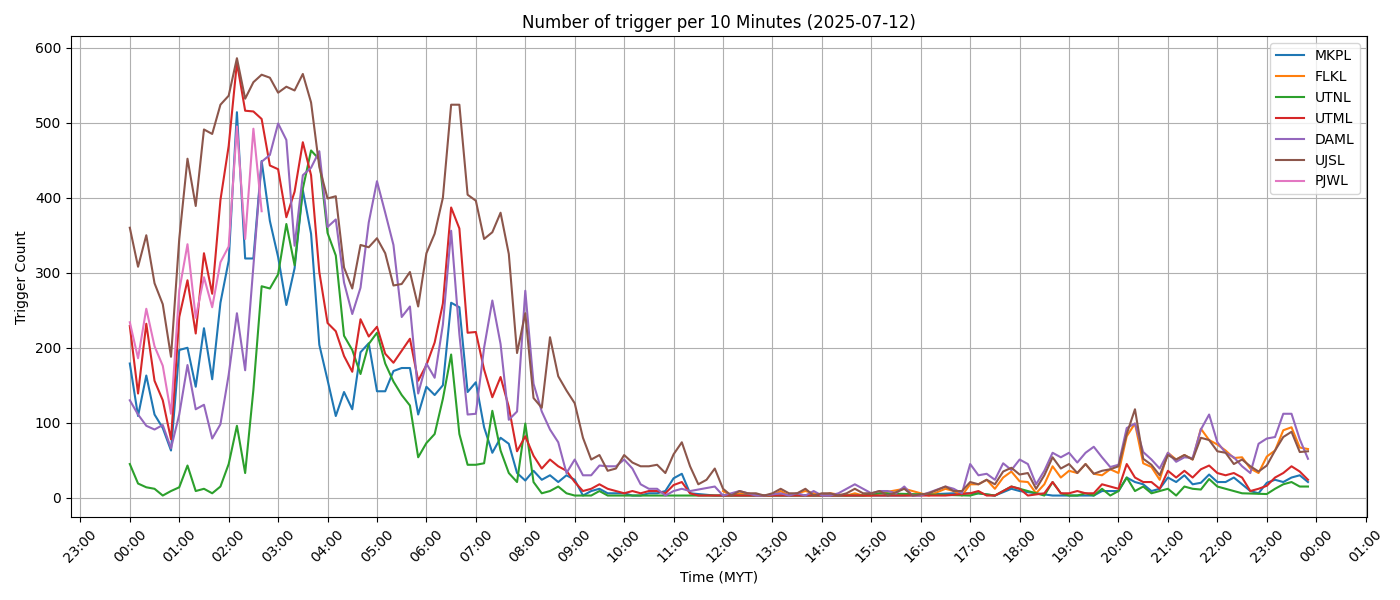 Number of trigger per 10 Minutes (2025-07-12)
Trigger Count
600
500
400
300
200
100
0
MKPL
FLKL
UTNL
UTML
DAML
UJSL
PJWL
23:00 00:00 01:00 02:00 03:00 04:00 05:00 06:00 07:00 08:00 09:00 10:00 11:00 12:00 13:00 14:00 15:00 16:00 17:00 18:00 19:00 20:00 21:00 22:00 23:00 00:00 01:00
Time (MYT)